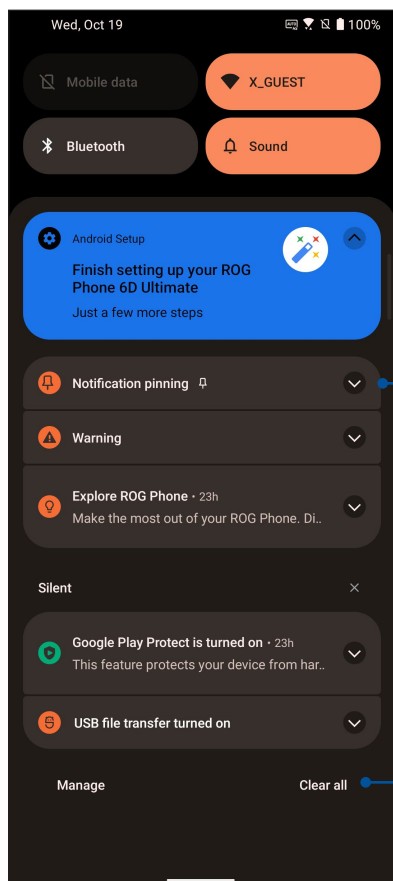 Wed, Oct 19
100%
Mobile data
X_GUEST
Bluetooth
Sound
Android Setup
Finish setting up your ROG
Phone 6D Ultimate
Just a few more steps
Notification pinning
Warning
Explore ROG Phone • 23h
Make the most out of your ROG Phone. Di..
Silent
Google Play Protect is turned on • 23h
This feature protects your device from har..
USB file transfer turned on
Manage
Clear all